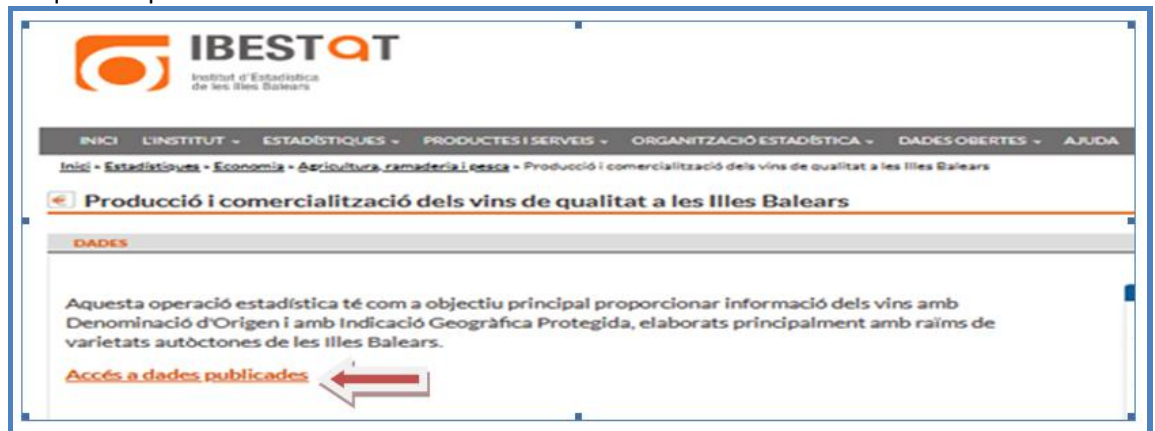 IBESTAT
Institut d'Estadística
de les Illes Balears
INICI L'INSTITUT ESTADÍSTIQUES PRODUCTES I SERVEIS ORGANITZACIÓ ESTADÍSTICA DADES OBERTES AJUDA
Inici - Estadístiques - Economia - Agricultura, ramaderia i pesca - Producció i comercialització dels vins de qualitat a les Illes Balears
Producció i comercialització dels vins de qualitat a les Illes Balears
DADES
Aquesta operació estadística té com a objectiu principal proporcionar informació dels vins amb
Denominació d'Origen i amb Indicació Geogràfica Protegida, elaborats principalment amb raïms de
varietats autòctones de les Illes Balears.
Accés a dades publicades